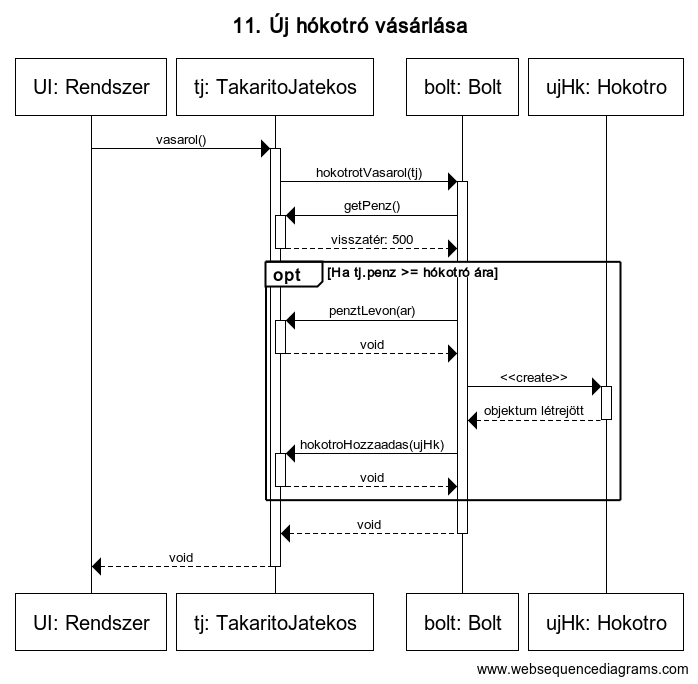 11. Új hókotró vásárlása
UI: Rendszer
tj: TakaritoJatekos
bolt: Bolt
ujHk: Hokotro
vasarol()
hokotrotVasarol(tj)
getPenz()
visszatér: 500
opt
[Ha tj.penz >= hókotró ára]
penztLevon(ar)
void
<<create>>
objektum létrejött
hokotroHozzaadas(ujHk)
void
void
void
UI: Rendszer
tj: TakaritoJatekos
bolt: Bolt
ujHk: Hokotro
www.websequencediagrams.com